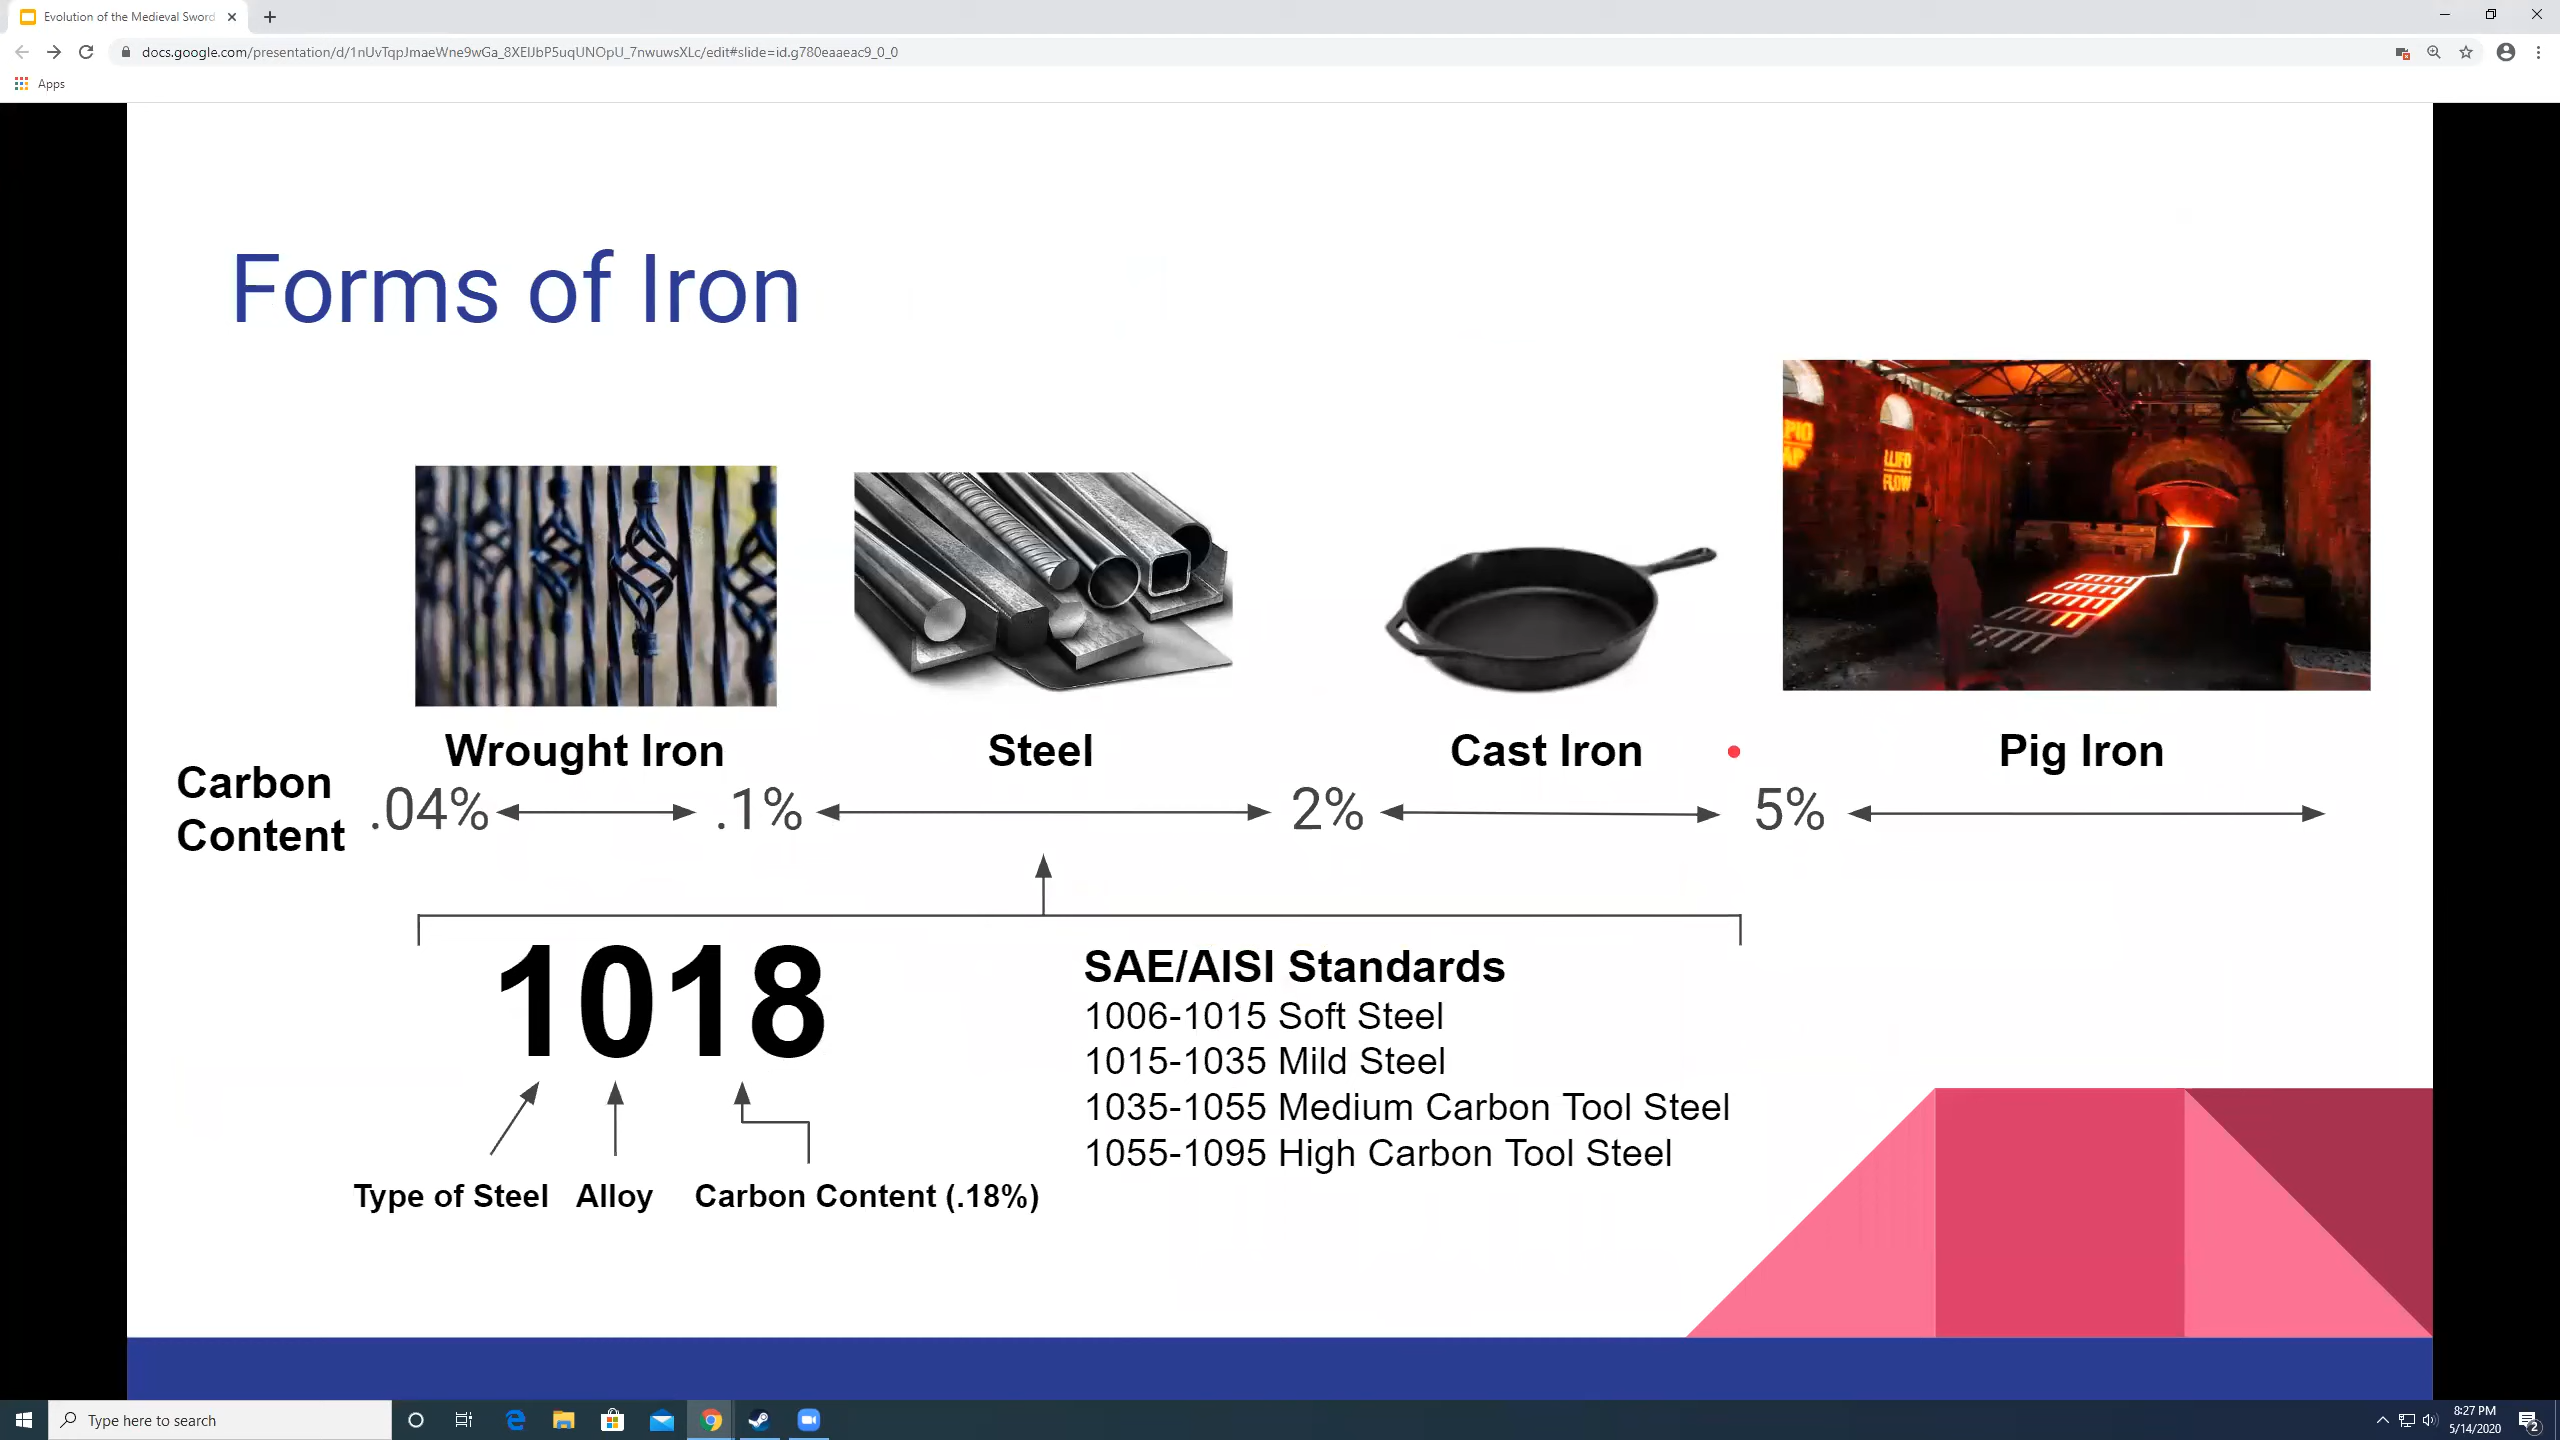 Evolution of the Medieval Sword
docs.google.com/presentation/d/1nUvTqpJmaeWne9wGa_8XEIJbP5uqUNOpU_7nwuwsXLc/edit#slide=id.g780eaaeac9_0_0
Apps
Forms of Iron
FLOW
Wrought Iron
Steel
Cast Iron
Pig Iron
Carbon
Content
.04%
.1%
2%
5%
1018
Type of Steel
Alloy
Carbon Content (.18%)
SAE/AISI Standards
1006-1015 Soft Steel
1015-1035 Mild Steel
1035-1055 Medium Carbon Tool Steel
1055-1095 High Carbon Tool Steel
Type here to search
8:27 PM
5/14/2020
2